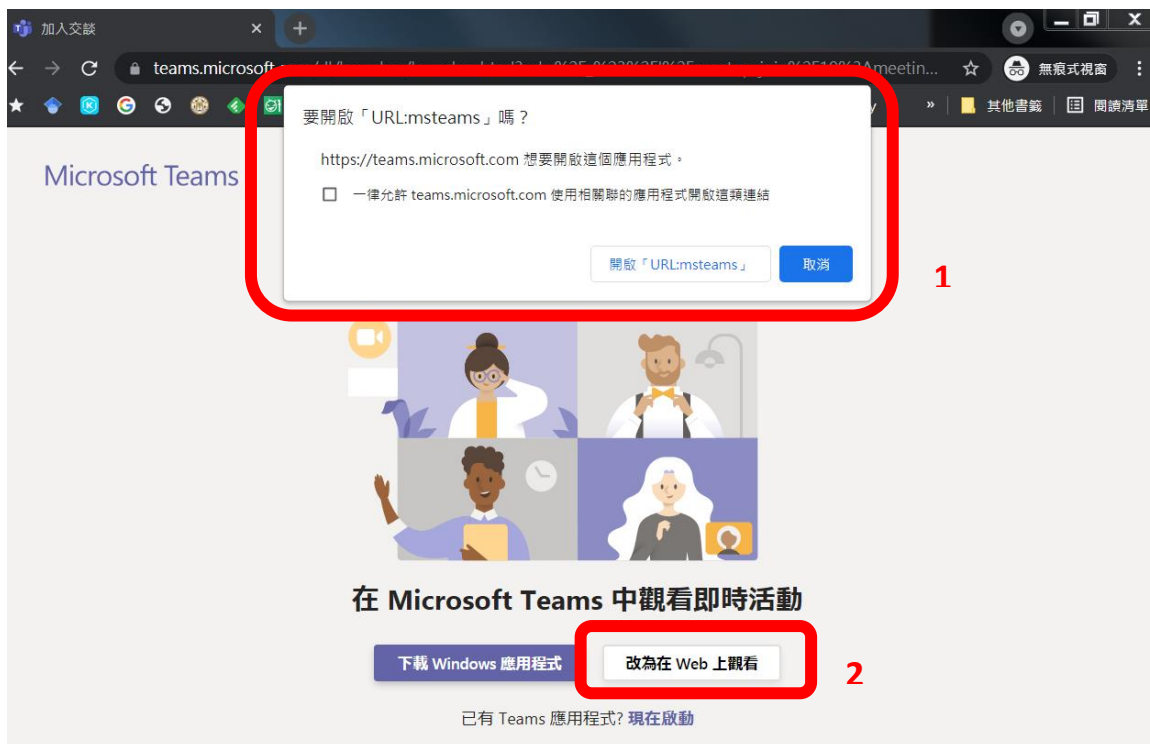 加入交談
teams.microsoft
meetin...
無痕式視窗
其他書籤
閱讀清單
要開啟「URL:msteams」嗎？
https://teams.microsoft.com 想要開啟這個應用程式。
一律允許 teams.microsoft.com 使用相關聯的應用程式開啟這類連結
開啟「URL:msteams」
取消
1
Microsoft Teams
在 Microsoft Teams 中觀看即時活動
下載 Windows 應用程式
改為在 Web 上觀看
2
已有 Teams 應用程式? 現在啟動